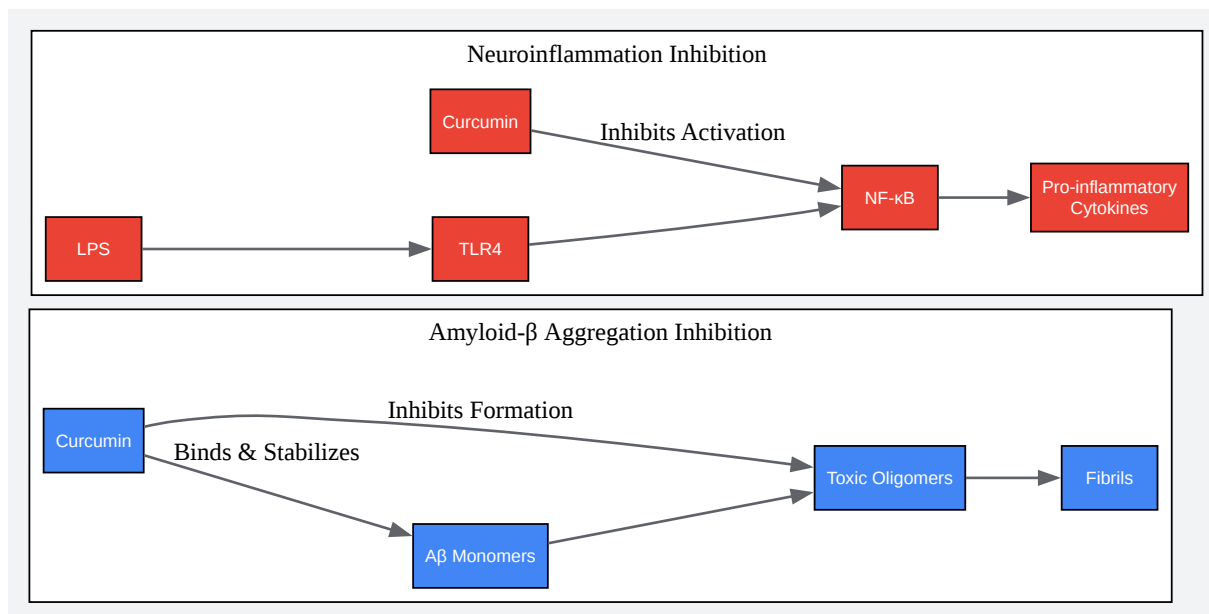 Neuroinflammation Inhibition
Curcumin
Inhibits Activation
NF-κB
Pro-inflammatory
Cytokines
LPS
TLR4
Amyloid-β Aggregation Inhibition
Curcumin
Inhibits Formation
Binds & Stabilizes
Toxic Oligomers
Fibrils
Aβ Monomers